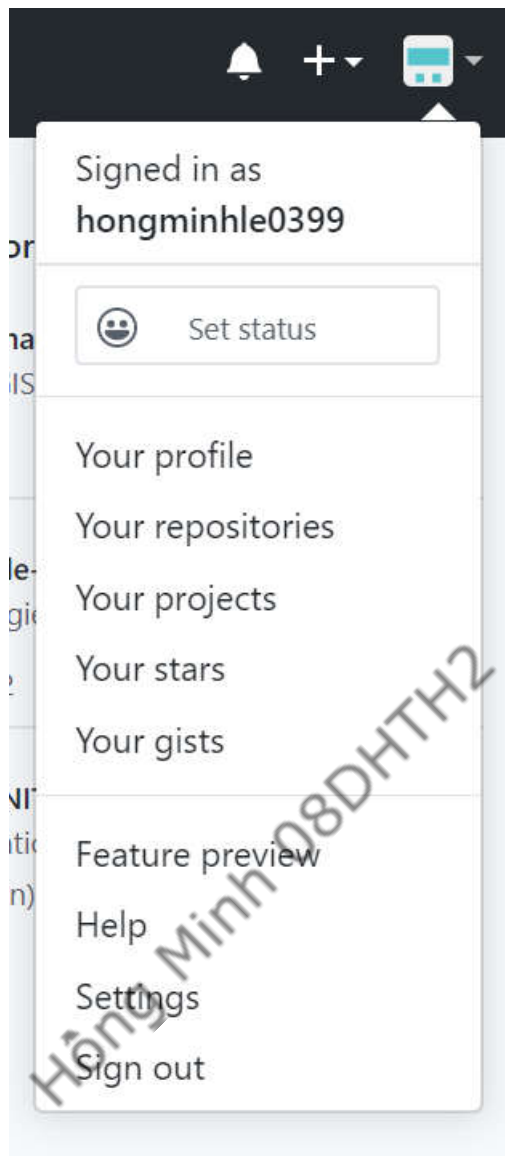 Signed in as
hongminhle0399
Set status
Your profile
Your repositories
Your projects
Your stars
Your gists
Feature preview
Help
Settings
Sign out
Hồng Minh 08DHTH2